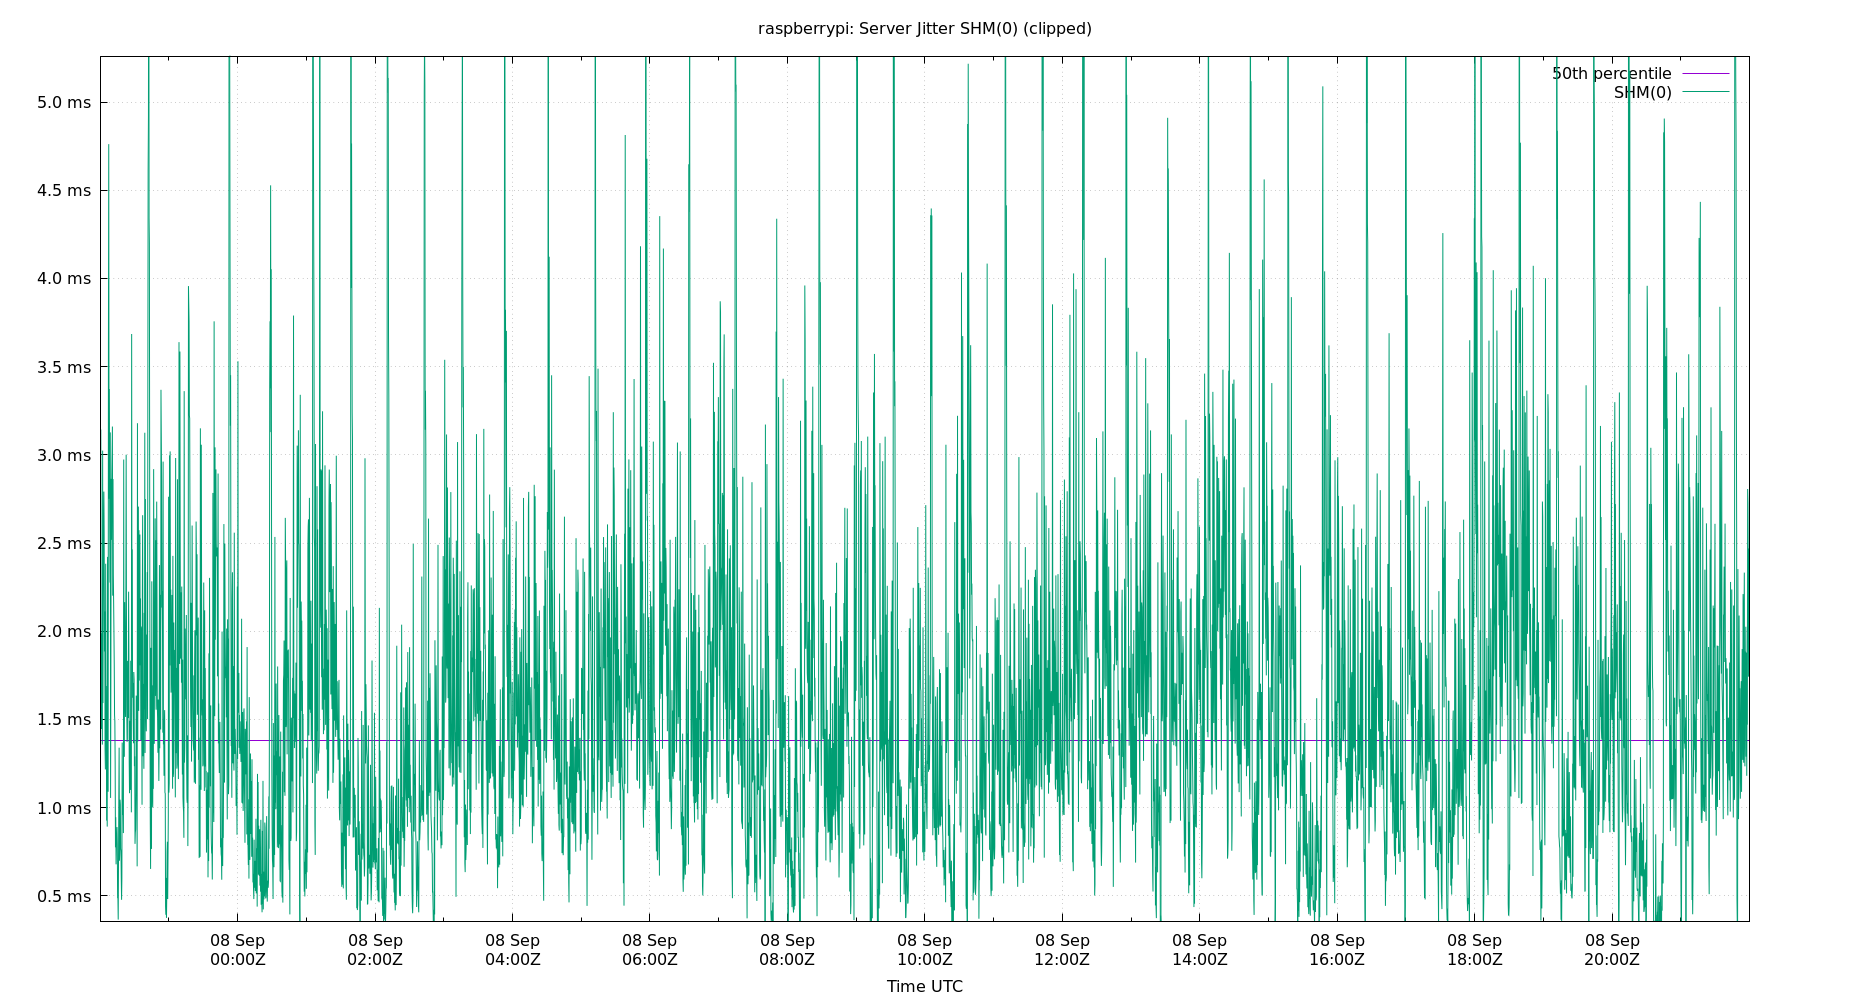 raspberrypi: Server Jitter SHM(0) (clipped)
50th percentile
SHM(0)
5.0 ms
4.5 ms
4.0 ms
3.5 ms
3.0 ms
2.5 ms
2.0 ms
1.5 ms
1.0 ms
0.5 ms
08 Sep 08 Sep 08 Sep 08 Sep 08 Sep 08 Sep 08 Sep 08 Sep 08 Sep 08 Sep 08 Sep
00:00Z 02:00Z 04:00Z 06:00Z 08:00Z 10:00Z 12:00Z 14:00Z 16:00Z 18:00Z 20:00Z
Time UTC